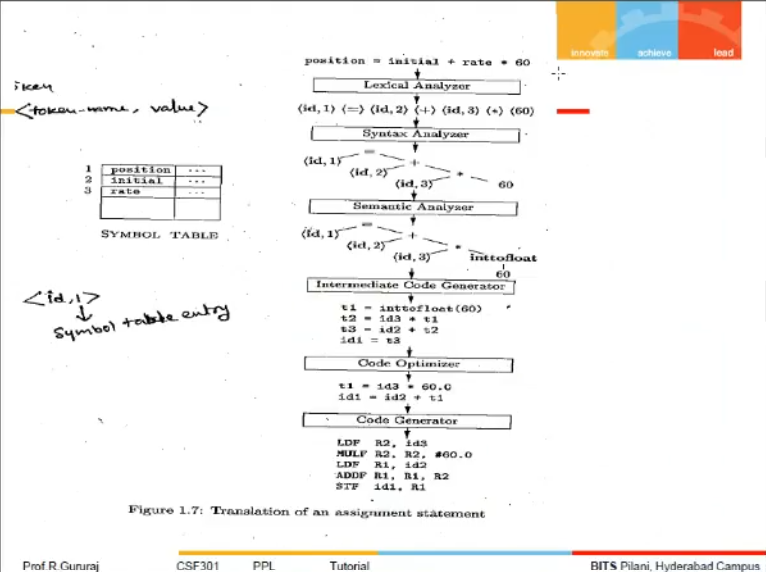 innovate achieve lead
position = initial + rate * 60
Lexical Analyzer
⟨id, 1⟩ ⟨=⟩ ⟨id, 2⟩ ⟨+⟩ ⟨id, 3⟩ ⟨*⟩ ⟨60⟩
Syntax Analyzer
=
⟨id, 1⟩ +
⟨id, 2⟩ *
⟨id, 3⟩ 60
Semantic Analyzer
=
⟨id, 1⟩ +
⟨id, 2⟩ *
⟨id, 3⟩ inttofloat
60
Intermediate Code Generator
t1 = inttofloat(60)
t2 = id3 * t1
t3 = id2 + t2
id1 = t3
Code Optimizer
t1 = id3 * 60.0
id1 = id2 + t1
Code Generator
LDF R2, id3
MULF R2, R2, #60.0
LDF R1, id2
ADDF R1, R1, R2
STF id1, R1
<token-name, value>
1 position ...
2 initial ...
3 rate ...
SYMBOL TABLE
<id,1>
↓
Symbol table entry
Figure 1.7: Translation of an assignment statement
Prof.R.Gururaj CSF301 PPL Tutorial BITS Pilani, Hyderabad Campus